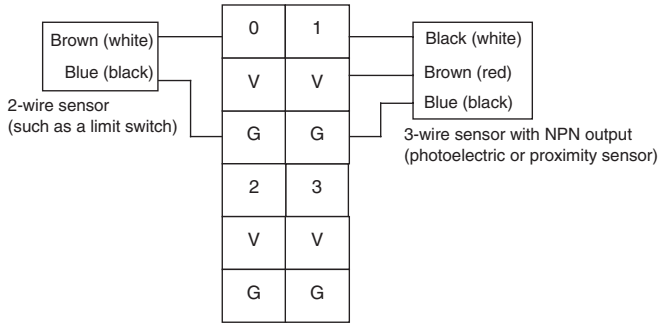 Brown (white)
Blue (black)
2-wire sensor
(such as a limit switch)
0 1
V V
G G
2 3
V V
G G
Black (white)
Brown (red)
Blue (black)
3-wire sensor with NPN output
(photoelectric or proximity sensor)